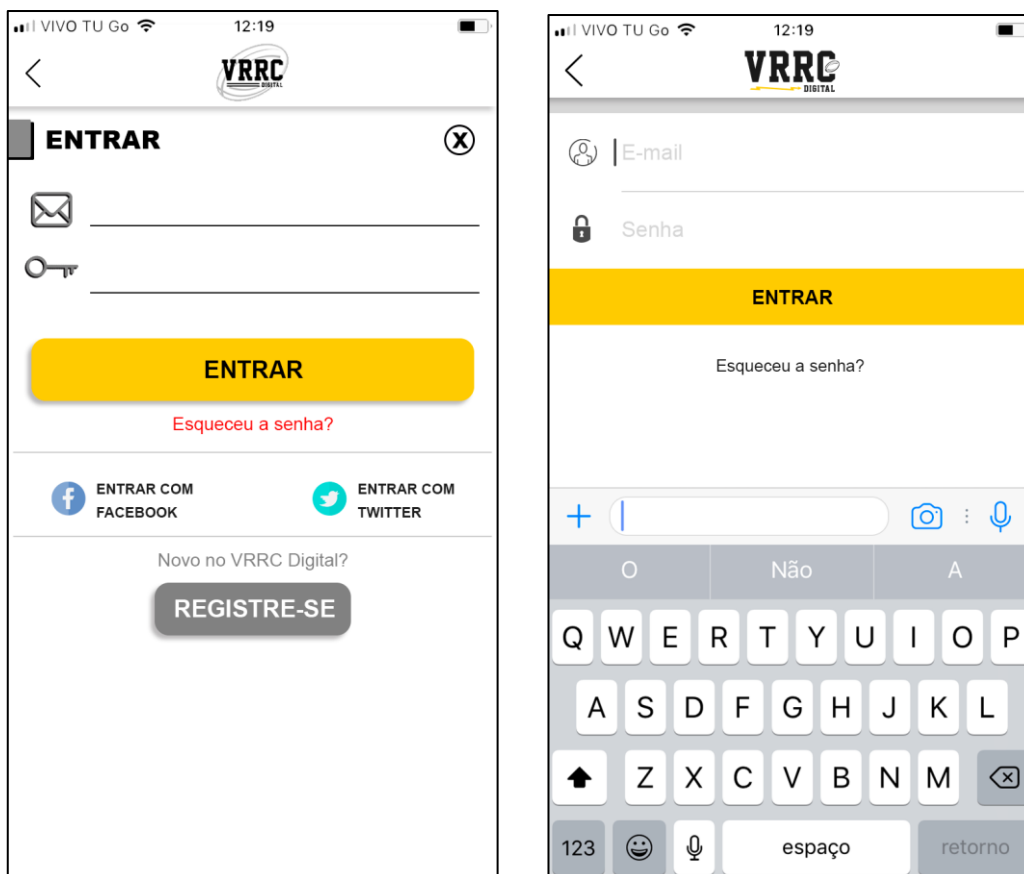 VIVO TU Go 12:19
VRRC
DIGITAL
ENTRAR
X
ENTRAR
Esqueceu a senha?
ENTRAR COM
FACEBOOK
ENTRAR COM
TWITTER
Novo no VRRC Digital?
REGISTRE-SE
VIVO TU Go 12:19
VRRC
DIGITAL
E-mail
Senha
ENTRAR
Esqueceu a senha?
O Não A
Q W E R T Y U I O P
A S D F G H J K L
Z X C V B N M
123 espaço retorno